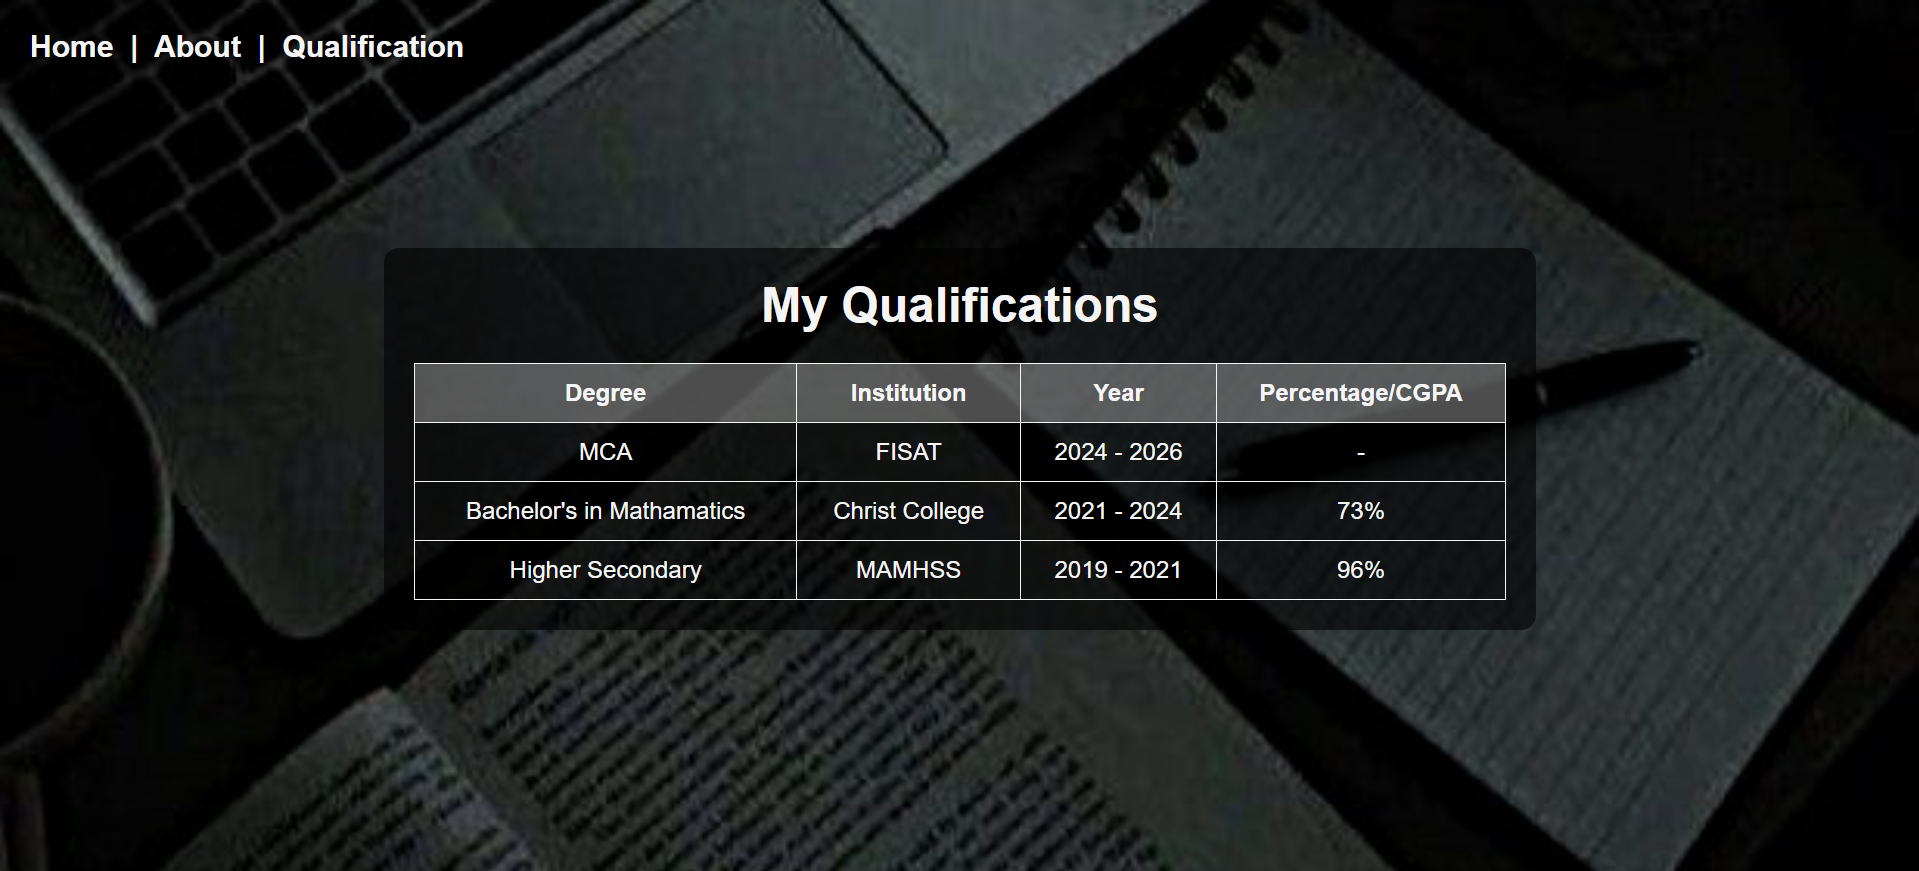 Home | About | Qualification
My Qualifications
Degree Institution Year Percentage/CGPA
MCA FISAT 2024 - 2026 -
Bachelor's in Mathamatics Christ College 2021 - 2024 73%
Higher Secondary MAMHSS 2019 - 2021 96%